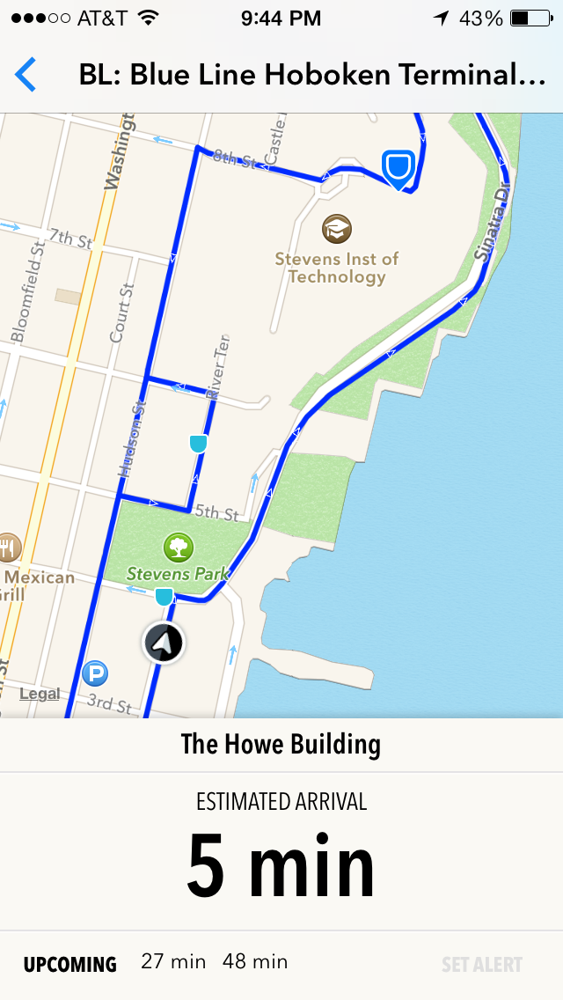 AT&T 9:44 PM 43%
BL: Blue Line Hoboken Terminal...
Washingt
Castle
8th St
7th St
Stevens Inst of
Technology
Sinatra Dr
Bloomfield St
Court St
River Ter
Hudson St
5th St
Stevens Park
Mexican
Grill
P
Legal
3rd St
The Howe Building
ESTIMATED ARRIVAL
5 min
UPCOMING 27 min 48 min SET ALERT